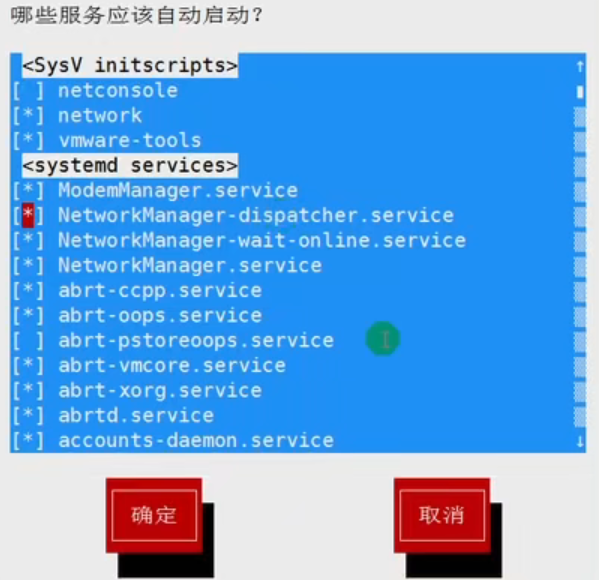 哪些服务应该自动启动?
<SysV initscripts>
[ ] netconsole
[*] network
[*] vmware-tools
<systemd services>
[*] ModemManager.service
[*] NetworkManager-dispatcher.service
[*] NetworkManager-wait-online.service
[*] NetworkManager.service
[*] abrt-ccpp.service
[*] abrt-oops.service
[ ] abrt-pstoreoops.service
[*] abrt-vmcore.service
[*] abrt-xorg.service
[*] abrtd.service
[*] accounts-daemon.service
确定 取消